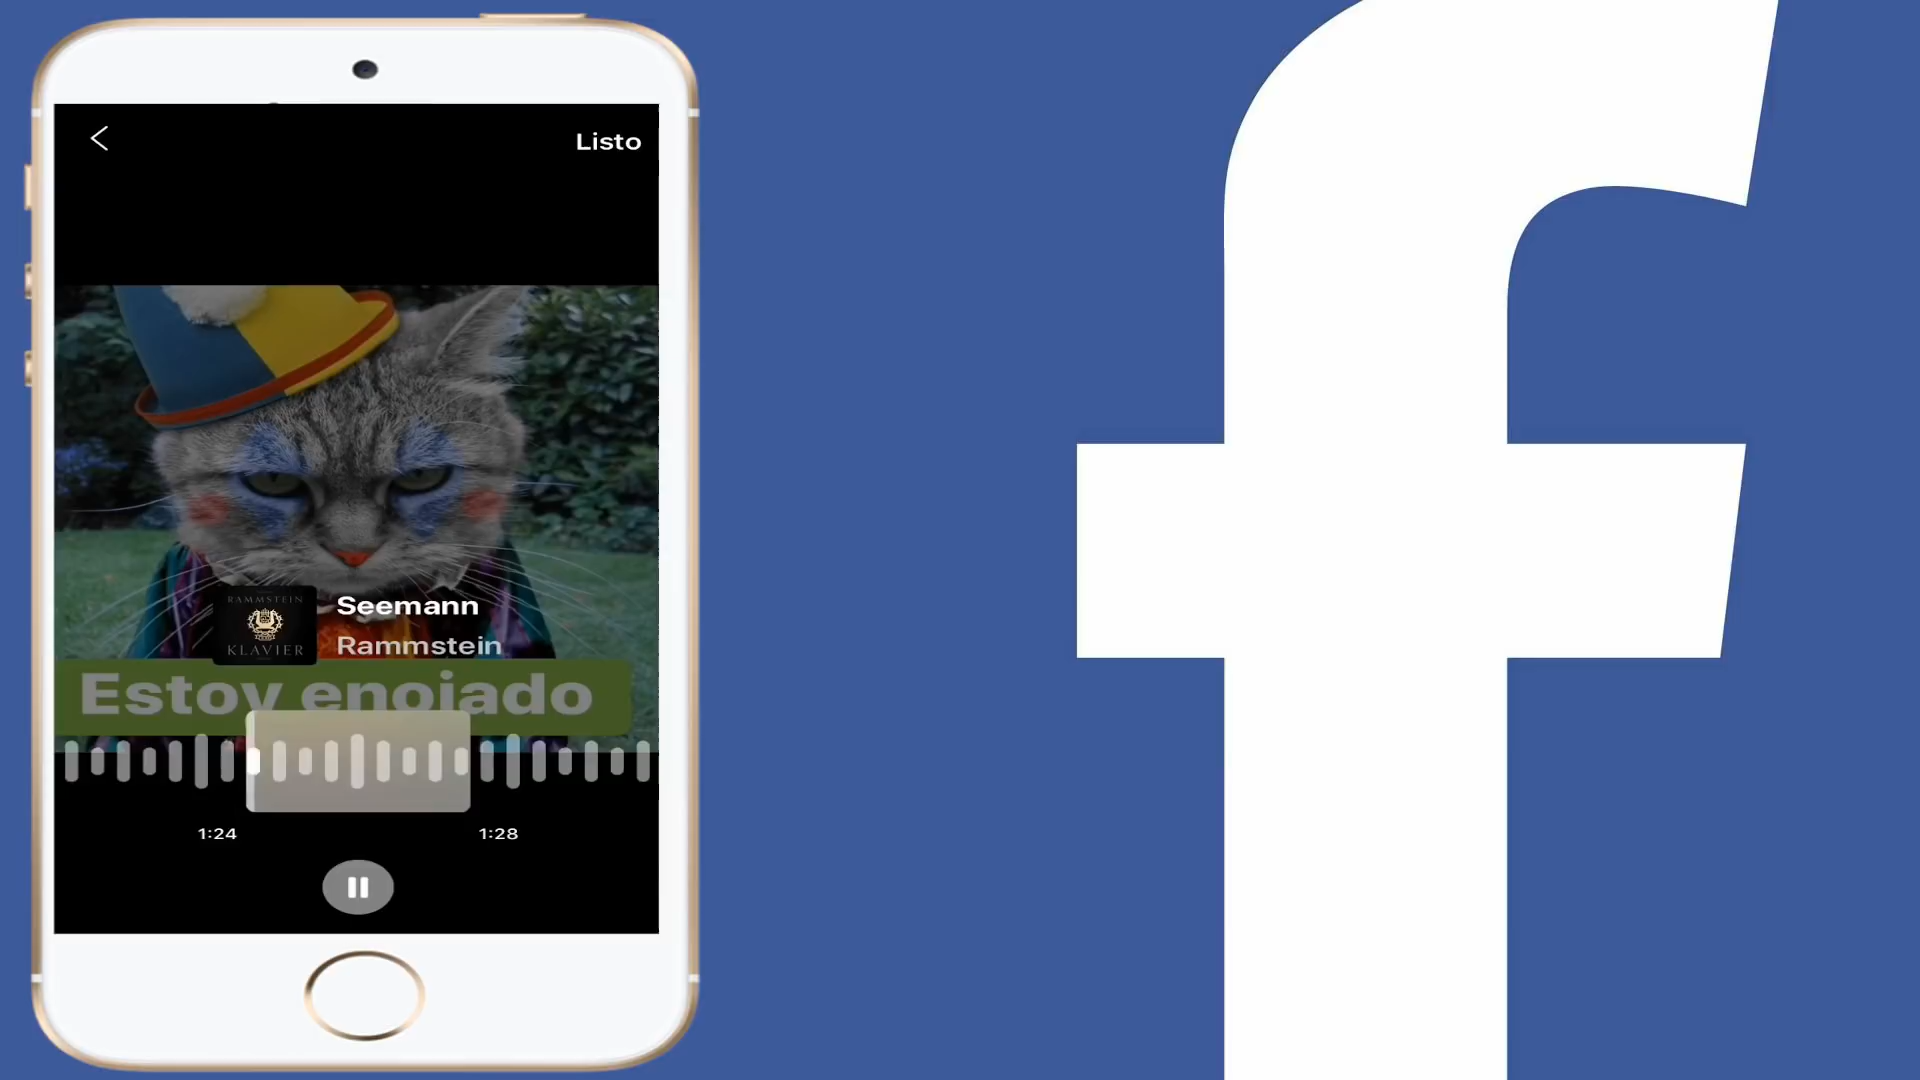 Listo
RAMMSTEIN
KLAVIER
Seemann
Rammstein
Estoy enojado
1:24
1:28